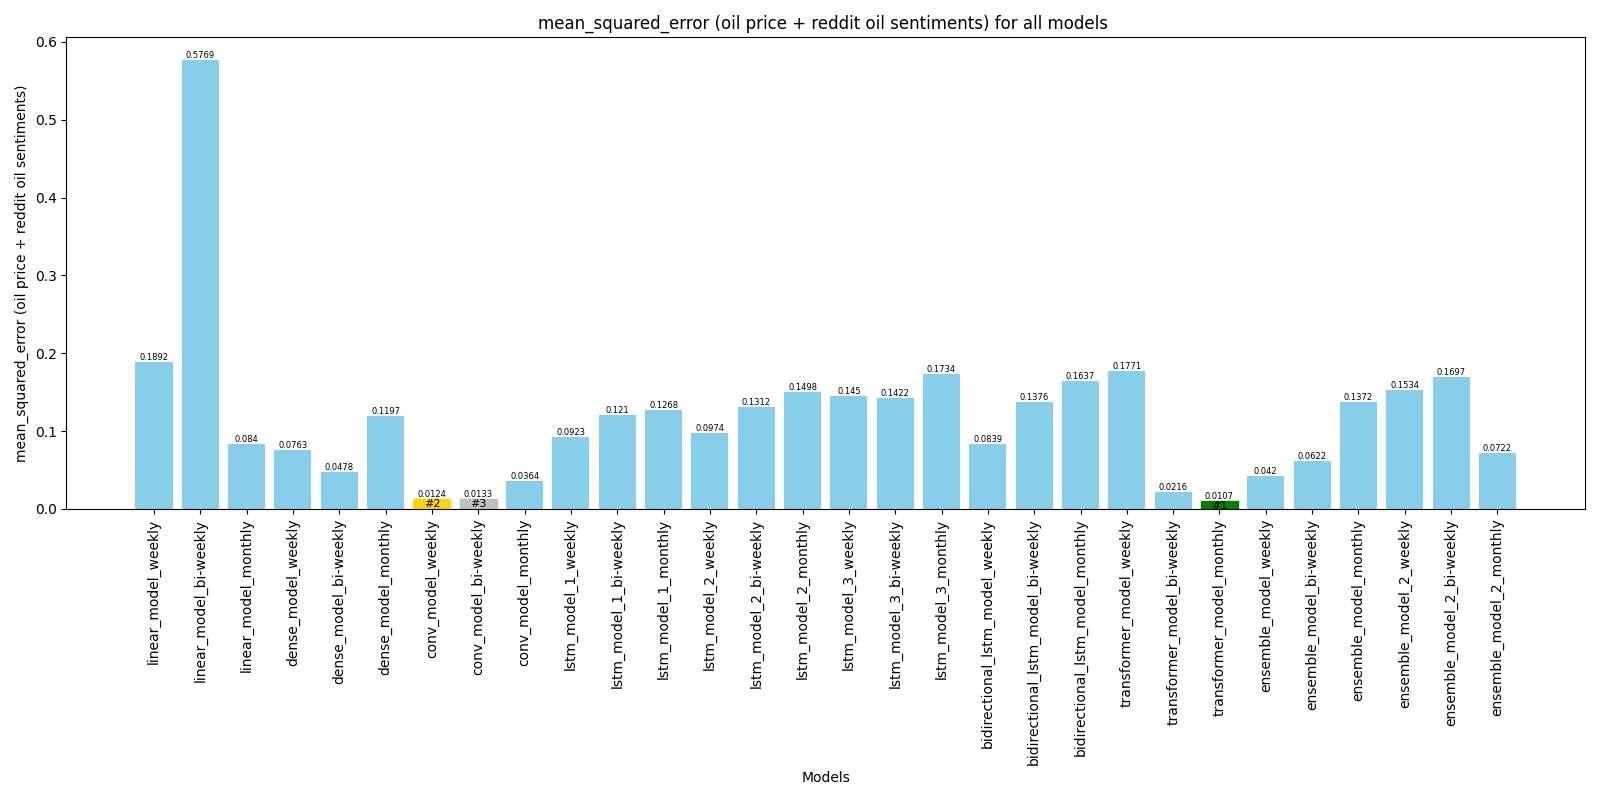 mean_squared_error (oil price + reddit oil sentiments) for all models
mean_squared_error (oil price + reddit oil sentiments)
0.6
0.5
0.4
0.3
0.2
0.1
0.0
0.1892
0.5769
0.084
0.0763
0.0478
0.1197
0.0124
#2
0.0133
#3
0.0364
0.0923
0.121
0.1268
0.0974
0.1312
0.1498
0.145
0.1422
0.1734
0.0839
0.1376
0.1637
0.1771
0.0216
0.0107
#1
0.042
0.0622
0.1372
0.1534
0.1697
0.0722
linear_model_weekly
linear_model_bi-weekly
linear_model_monthly
dense_model_weekly
dense_model_bi-weekly
dense_model_monthly
conv_model_weekly
conv_model_bi-weekly
conv_model_monthly
lstm_model_1_weekly
lstm_model_1_bi-weekly
lstm_model_1_monthly
lstm_model_2_weekly
lstm_model_2_bi-weekly
lstm_model_2_monthly
lstm_model_3_weekly
lstm_model_3_bi-weekly
lstm_model_3_monthly
bidirectional_lstm_model_weekly
bidirectional_lstm_model_bi-weekly
bidirectional_lstm_model_monthly
transformer_model_weekly
transformer_model_bi-weekly
transformer_model_monthly
ensemble_model_weekly
ensemble_model_bi-weekly
ensemble_model_monthly
ensemble_model_2_weekly
ensemble_model_2_bi-weekly
ensemble_model_2_monthly
Models